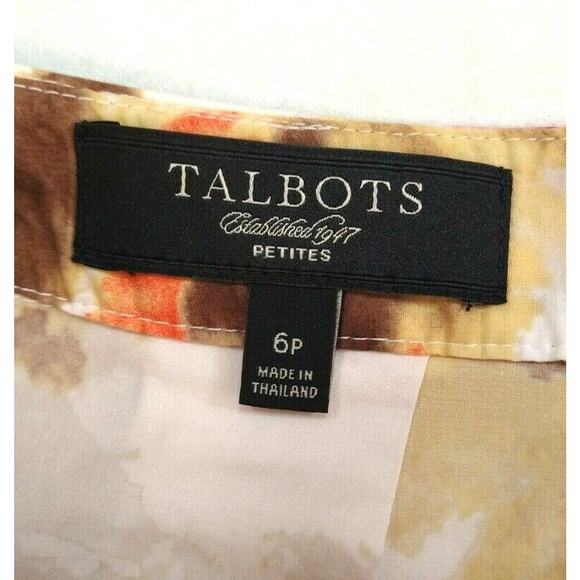 TALBOTS
Established 1947
PETITES
6P
MADE IN
THAILAND